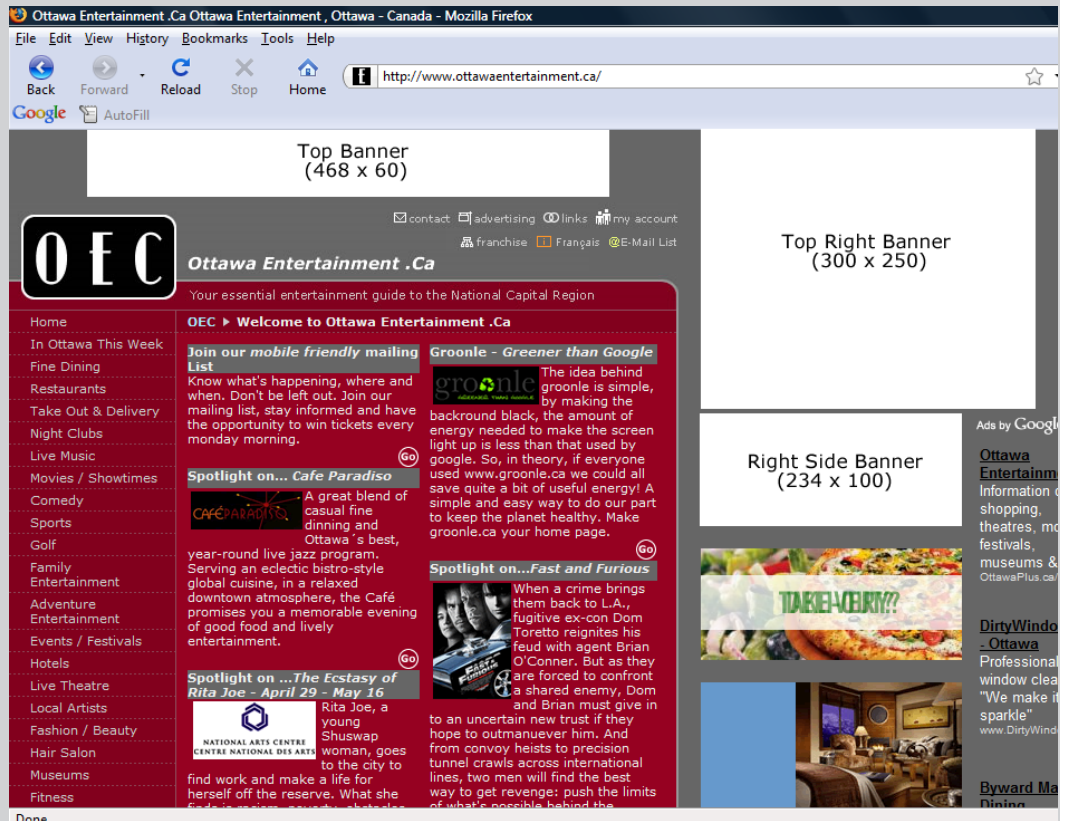 Ottawa Entertainment .Ca Ottawa Entertainment , Ottawa - Canada - Mozilla Firefox
File Edit View History Bookmarks Tools Help
Back Forward Reload Stop Home
http://www.ottawaentertainment.ca/
Google AutoFill
Top Banner
(468 x 60)
contact advertising links my account
franchise Français @E-Mail List
OEC
Ottawa Entertainment .Ca
Your essential entertainment guide to the National Capital Region
Home
In Ottawa This Week
Fine Dining
Restaurants
Take Out & Delivery
Night Clubs
Live Music
Movies / Showtimes
Comedy
Sports
Golf
Family
Entertainment
Adventure
Entertainment
Events / Festivals
Hotels
Live Theatre
Local Artists
Fashion / Beauty
Hair Salon
Museums
Fitness
OEC ▶ Welcome to Ottawa Entertainment .Ca
Join our mobile friendly mailing
List
Know what's happening, where and
when. Don't be left out. Join our
mailing list, stay informed and have
the opportunity to win tickets every
monday morning.
Go
Spotlight on... Cafe Paradiso
CAFÉPARADISO
A great blend of
casual fine
dinning and
Ottawa´s best,
year-round live jazz program.
Serving an eclectic bistro-style
global cuisine, in a relaxed
downtown atmosphere, the Café
promises you a memorable evening
of good food and lively
entertainment.
Go
Spotlight on ...The Ecstasy of
Rita Joe - April 29 - May 16
NATIONAL ARTS CENTRE
CENTRE NATIONAL DES ARTS
Rita Joe, a
young
Shuswap
woman, goes
to the city to
find work and make a life for
herself off the reserve. What she
finds is racism, poverty, obstacles
Groonle - Greener than Google
groonle
GREENER THAN GOOGLE
The idea behind
groonle is simple,
by making the
backround black, the amount of
energy needed to make the screen
light up is less than that used by
google. So, in theory, if everyone
used www.groonle.ca we could all
save quite a bit of useful energy! A
simple and easy way to do our part
to keep the planet healthy. Make
groonle.ca your home page.
Go
Spotlight on...Fast and Furious
FAST & FURIOUS
When a crime brings
them back to L.A.,
fugitive ex-con Dom
Toretto reignites his
feud with agent Brian
O'Conner. But as they
are forced to confront
a shared enemy, Dom
and Brian must give in
to an uncertain new trust if they
hope to outmanuever him. And
from convoy heists to precision
tunnel crawls across international
lines, two men will find the best
way to get revenge: push the limits
of what's possible behind the
Top Right Banner
(300 x 250)
Right Side Banner
(234 x 100)
Ads by Googl
Ottawa
Entertainm
Information o
shopping,
theatres, mo
festivals,
museums &
OttawaPlus.ca/
DirtyWindo
- Ottawa
Professional
window clea
"We make it
sparkle"
www.DirtyWind
Byward Ma
Dining
Done